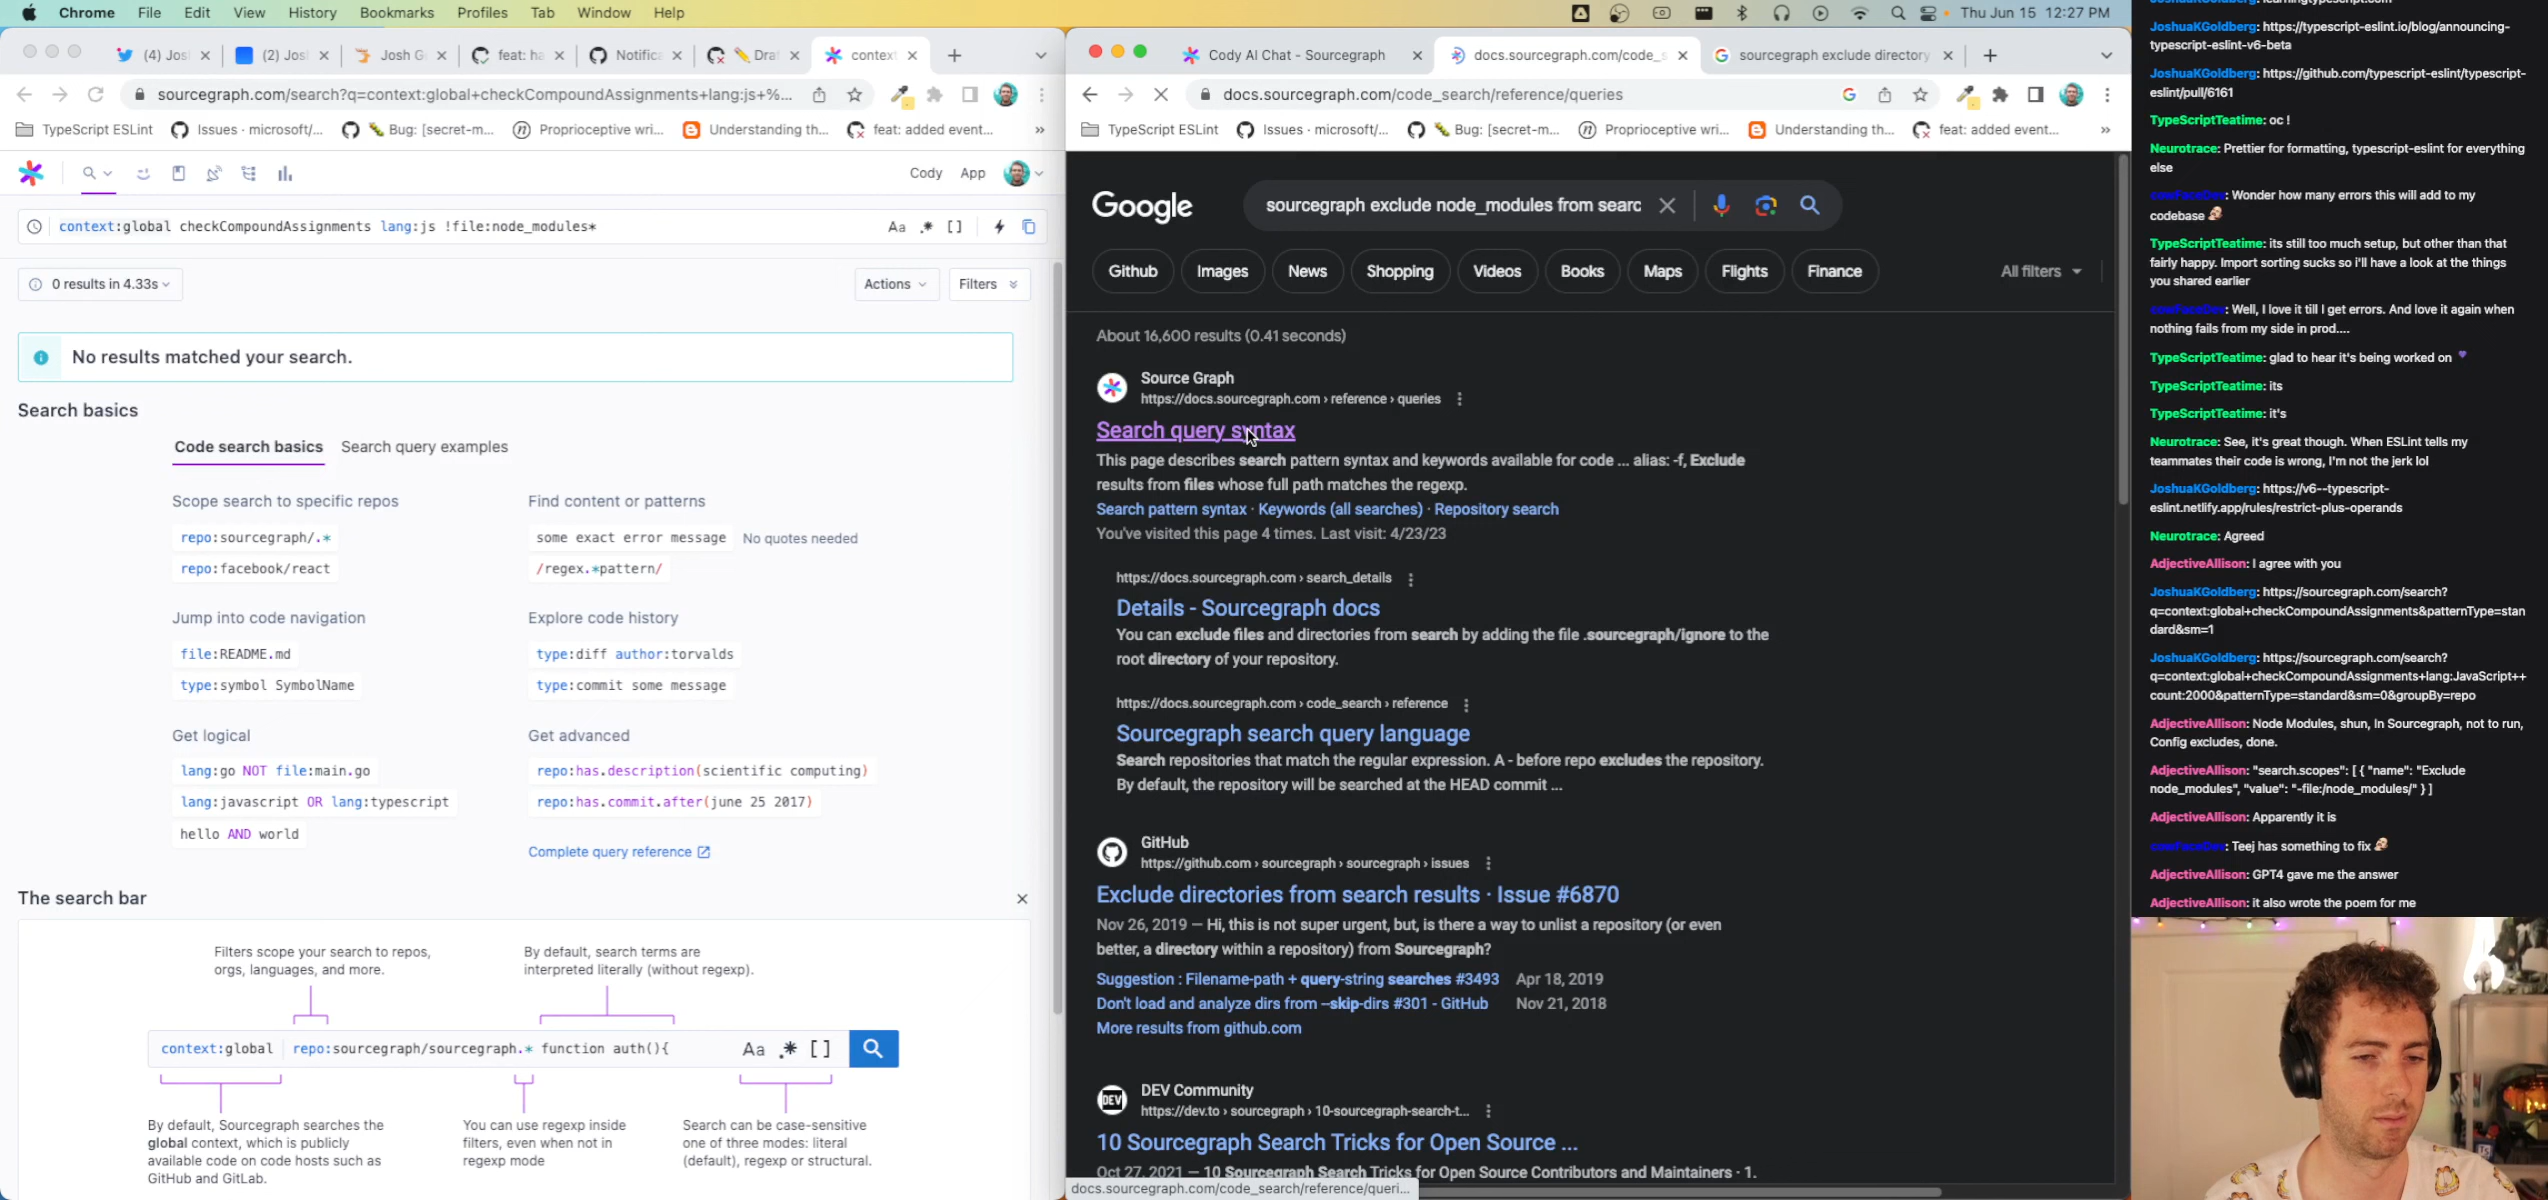 Chrome File Edit View History Bookmarks Profiles Tab Window Help
Thu Jun 15 12:27 PM
(4) Jos
(2) Josl
Josh G
feat: ha
Notifica
Draf
context
sourcegraph.com/search?q=context:global+checkCompoundAssignments+lang:js+%...
TypeScript ESLint
Issues · microsoft/...
Bug: [secret-m...
Proprioceptive wri...
Understanding th...
feat: added event...
»
Cody App
context:global checkCompoundAssignments lang:js !file:node_modules*
Aa .* [ ]
0 results in 4.33s
Actions
Filters
No results matched your search.
Search basics
Code search basics
Search query examples
Scope search to specific repos
repo:sourcegraph/.*
repo:facebook/react
Find content or patterns
some exact error message No quotes needed
/regex.*pattern/
Jump into code navigation
file:README.md
type:symbol SymbolName
Explore code history
type:diff author:torvalds
type:commit some message
Get logical
lang:go NOT file:main.go
lang:javascript OR lang:typescript
hello AND world
Get advanced
repo:has.description(scientific computing)
repo:has.commit.after(june 25 2017)
Complete query reference
The search bar
Filters scope your search to repos,
orgs, languages, and more.
By default, search terms are
interpreted literally (without regexp).
context:global repo:sourcegraph/sourcegraph.* function auth(){ Aa .* [ ]
By default, Sourcegraph searches the
global context, which is publicly
available code on code hosts such as
GitHub and GitLab.
You can use regexp inside
filters, even when not in
regexp mode
Search can be case-sensitive
one of three modes: literal
(default), regexp or structural.
Cody AI Chat - Sourcegraph
docs.sourcegraph.com/code_s
sourcegraph exclude directory
docs.sourcegraph.com/code_search/reference/queries
TypeScript ESLint
Issues · microsoft/...
Bug: [secret-m...
Proprioceptive wri...
Understanding th...
feat: added event...
»
Google
sourcegraph exclude node_modules from searc
Github
Images
News
Shopping
Videos
Books
Maps
Flights
Finance
All filters
About 16,600 results (0.41 seconds)
Source Graph
https://docs.sourcegraph.com › reference › queries
Search query syntax
This page describes search pattern syntax and keywords available for code ... alias: -f, Exclude
results from files whose full path matches the regexp.
Search pattern syntax · Keywords (all searches) · Repository search
You've visited this page 4 times. Last visit: 4/23/23
https://docs.sourcegraph.com › search_details
Details - Sourcegraph docs
You can exclude files and directories from search by adding the file .sourcegraph/ignore to the
root directory of your repository.
https://docs.sourcegraph.com › code_search › reference
Sourcegraph search query language
Search repositories that match the regular expression. A - before repo excludes the repository.
By default, the repository will be searched at the HEAD commit ...
GitHub
https://github.com › sourcegraph › sourcegraph › issues
Exclude directories from search results · Issue #6870
Nov 26, 2019 — Hi, this is not super urgent, but, is there a way to unlist a repository (or even
better, a directory within a repository) from Sourcegraph?
Suggestion : Filename-path + query-string searches #3493 Apr 18, 2019
Don't load and analyze dirs from --skip-dirs #301 - GitHub Nov 21, 2018
More results from github.com
DEV
DEV Community
https://dev.to › sourcegraph › 10-sourcegraph-search-t...
10 Sourcegraph Search Tricks for Open Source ...
Oct 27, 2021 — 10 Sourcegraph Search Tricks for Open Source Contributors and Maintainers · 1.
docs.sourcegraph.com/code_search/reference/queri...
JoshuaKGoldberg: learningtypescript.com
JoshuaKGoldberg: https://typescript-eslint.io/blog/announcing-
typescript-eslint-v6-beta
JoshuaKGoldberg: https://github.com/typescript-eslint/typescript-
eslint/pull/6161
TypeScriptTeatime: oc !
Neurotrace: Prettier for formatting, typescript-eslint for everything
else
Wonder how many errors this will add to my
codebase
TypeScriptTeatime: its still too much setup, but other than that
fairly happy. Import sorting sucks so i'll have a look at the things
you shared earlier
Well, I love it till I get errors. And love it again when
nothing fails from my side in prod....
TypeScriptTeatime: glad to hear it's being worked on
TypeScriptTeatime: its
TypeScriptTeatime: it's
Neurotrace: See, it's great though. When ESLint tells my
teammates their code is wrong, I'm not the jerk lol
JoshuaKGoldberg: https://v6--typescript-
eslint.netlify.app/rules/restrict-plus-operands
Neurotrace: Agreed
AdjectiveAllison: I agree with you
JoshuaKGoldberg: https://sourcegraph.com/search?
q=context:global+checkCompoundAssignments&patternType=stan
dard&sm=1
JoshuaKGoldberg: https://sourcegraph.com/search?
q=context:global+checkCompoundAssignments+lang:JavaScript++
count:2000&patternType=standard&sm=0&groupBy=repo
AdjectiveAllison: Node Modules, shun, In Sourcegraph, not to run,
Config excludes, done.
AdjectiveAllison: "search.scopes": [ { "name": "Exclude
node_modules", "value": "-file:/node_modules/" } ]
AdjectiveAllison: Apparently it is
Teej has something to fix
AdjectiveAllison: GPT4 gave me the answer
AdjectiveAllison: it also wrote the poem for me